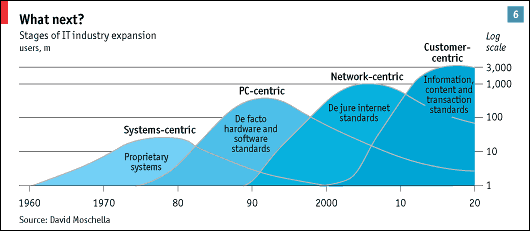 What next?
6
Stages of IT industry expansion
users, m
Log
scale
Customer-
centric
3,000
Network-centric
Information,
content and
transaction
standards
1,000
PC-centric
De jure internet
standards
De facto
hardware and
software
standards
100
Systems-centric
Proprietary
systems
10
1
1960
1970
80
90
2000
10
20
Source: David Moschella